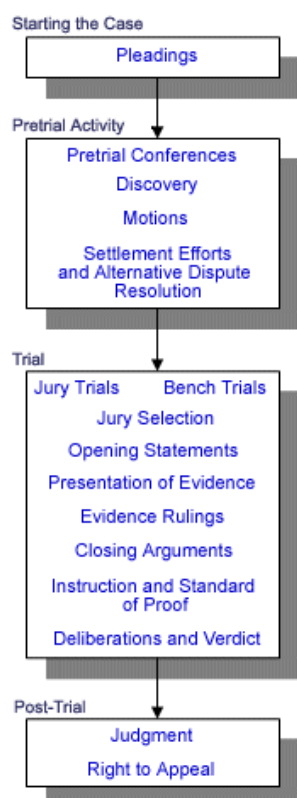 Starting the Case
Pleadings
Pretrial Activity
Pretrial Conferences
Discovery
Motions
Settlement Efforts
and Alternative Dispute
Resolution
Trial
Jury Trials Bench Trials
Jury Selection
Opening Statements
Presentation of Evidence
Evidence Rulings
Closing Arguments
Instruction and Standard
of Proof
Deliberations and Verdict
Post-Trial
Judgment
Right to Appeal